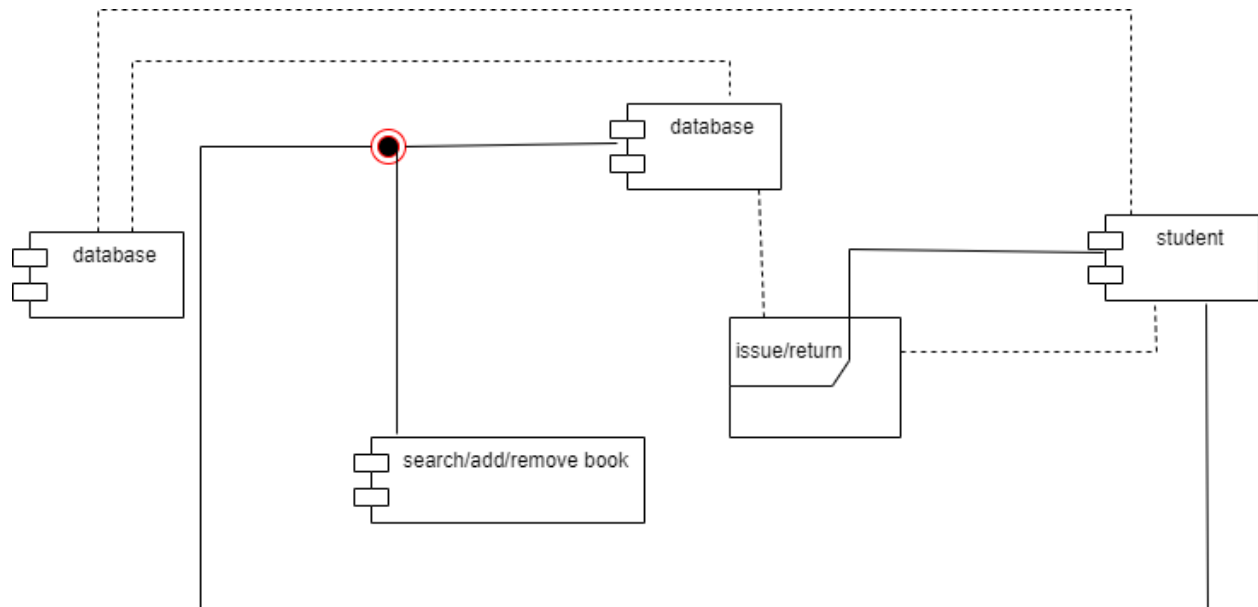 database
student
database
issue/return
search/add/remove book